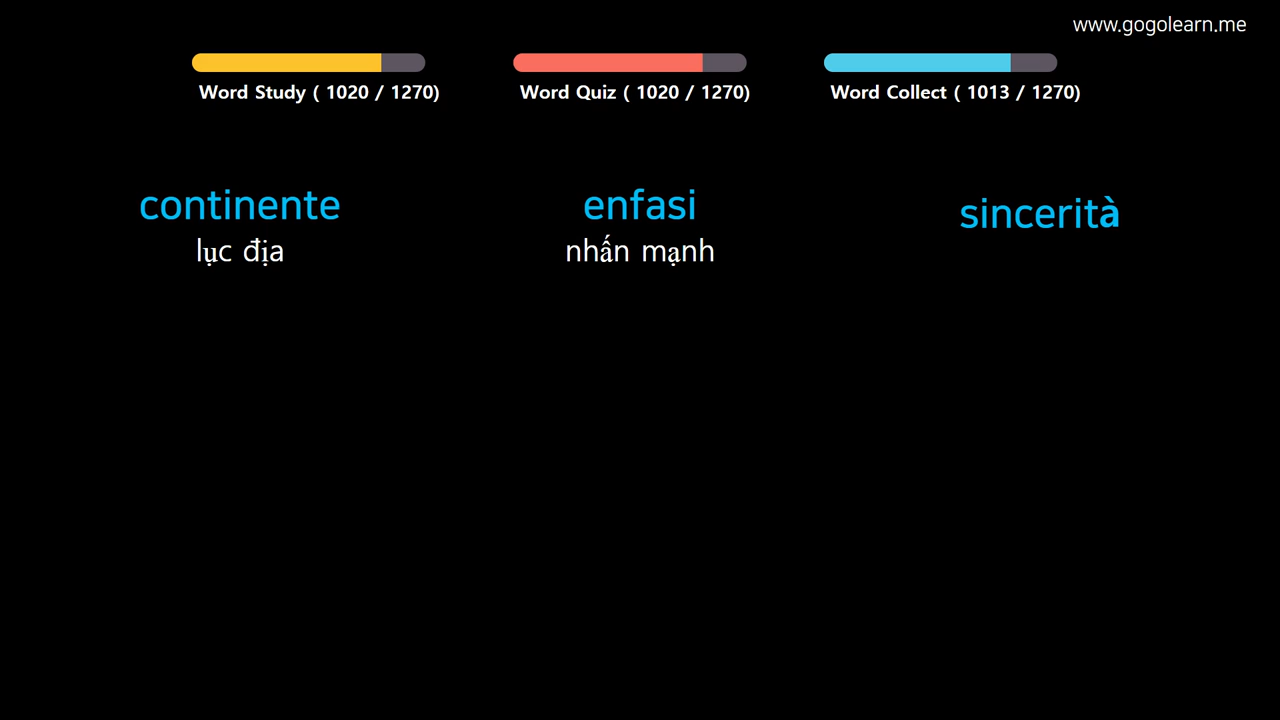 www.gogolearn.me
Word Study ( 1020 / 1270)
Word Quiz ( 1020 / 1270)
Word Collect ( 1013 / 1270)
continente
lục địa
enfasi
nhấn mạnh
sincerità